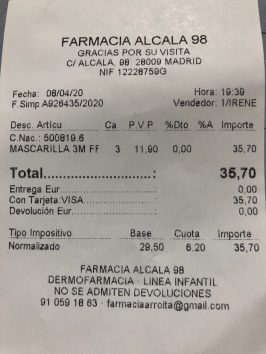 FARMACIA ALCALA 98
GRACIAS POR SU VISITA
C/ ALCALA, 98 28009 MADRID
NIF 12228759G
Fecha: 08/04/20 Hora: 19:39
F.Simp A926435/2020 Vendedor: 1/IRENE
Desc. Artícu Ca P.V.P %Dto %A Importe
C.Nac.: 500819.6
MASCARILLA 3M FF 3 11,90 0,00 35,70
Total..............................: 35,70
Entrega Eur.............................. 0,00
Con Tarjeta:VISA.............................. 35,70
Devolución Eur.............................. 0,00
Tipo Impositivo Base Cuota Importe
Normalizado 29,50 6,20 35,70
FARMACIA ALCALA 98
DERMOFARMACIA - LINEA INFANTIL
NO SE ADMITEN DEVOLUCIONES
91 059 18 63 - farmaciaarroita@gmail.com